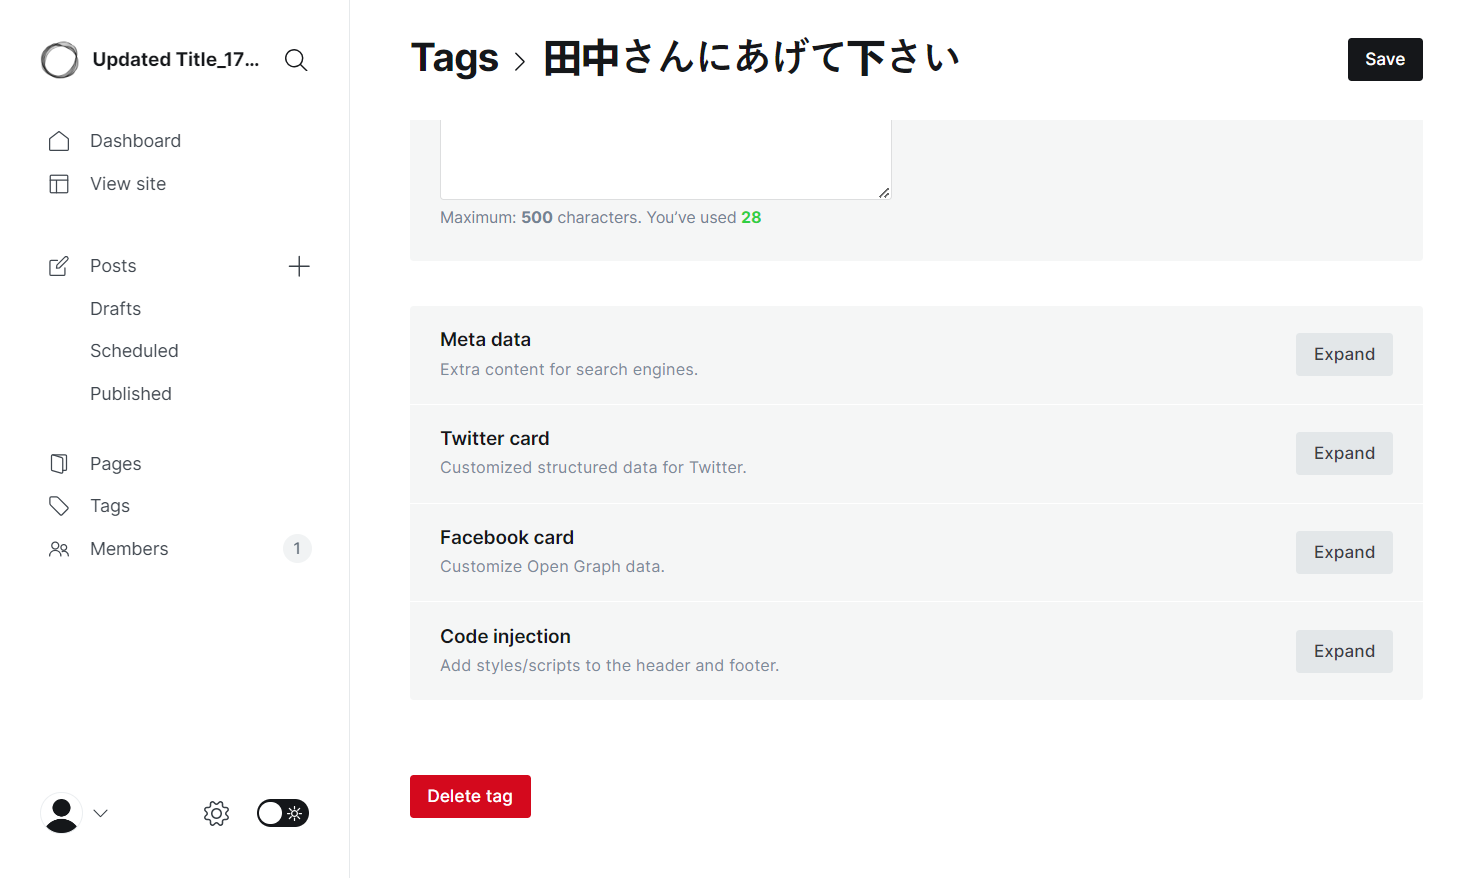 Updated Title_17...
Dashboard
View site
Posts
Drafts
Scheduled
Published
Pages
Tags
Members
1
Tags > 田中さんにあげて下さい
Save
Maximum: 500 characters. You’ve used 28
Meta data
Extra content for search engines.
Expand
Twitter card
Customized structured data for Twitter.
Expand
Facebook card
Customize Open Graph data.
Expand
Code injection
Add styles/scripts to the header and footer.
Expand
Delete tag